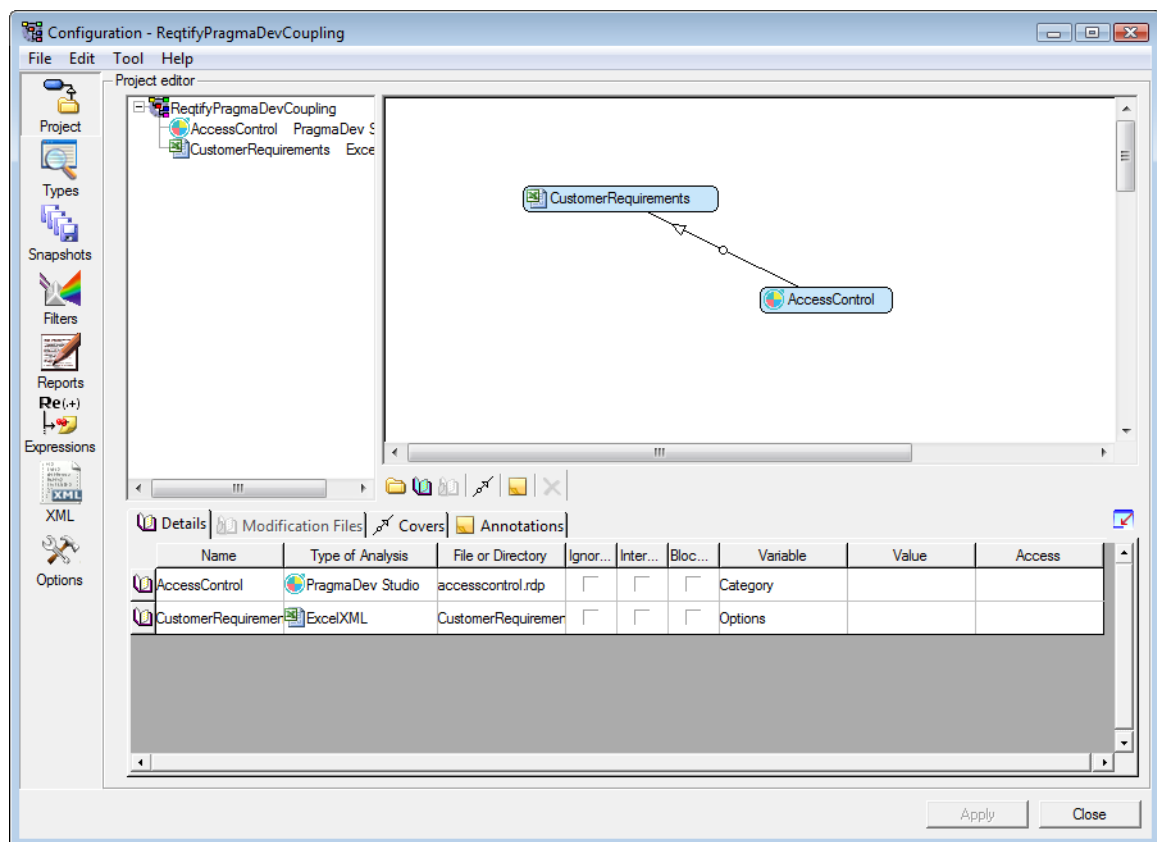 Configuration - ReqtifyPragmaDevCoupling
File Edit Tool Help
Project editor
Project
Types
Snapshots
Filters
Reports
Re(.+)
Expressions
XML
XML
Options
ReqtifyPragmaDevCoupling
AccessControl PragmaDev S
CustomerRequirements Exce
CustomerRequirements
AccessControl
Details Modification Files Covers Annotations
Name Type of Analysis File or Directory Ignor... Inter... Bloc... Variable Value Access
AccessControl PragmaDev Studio accesscontrol.rdp Category
CustomerRequiremer ExcelXML CustomerRequiremer Options
Apply Close